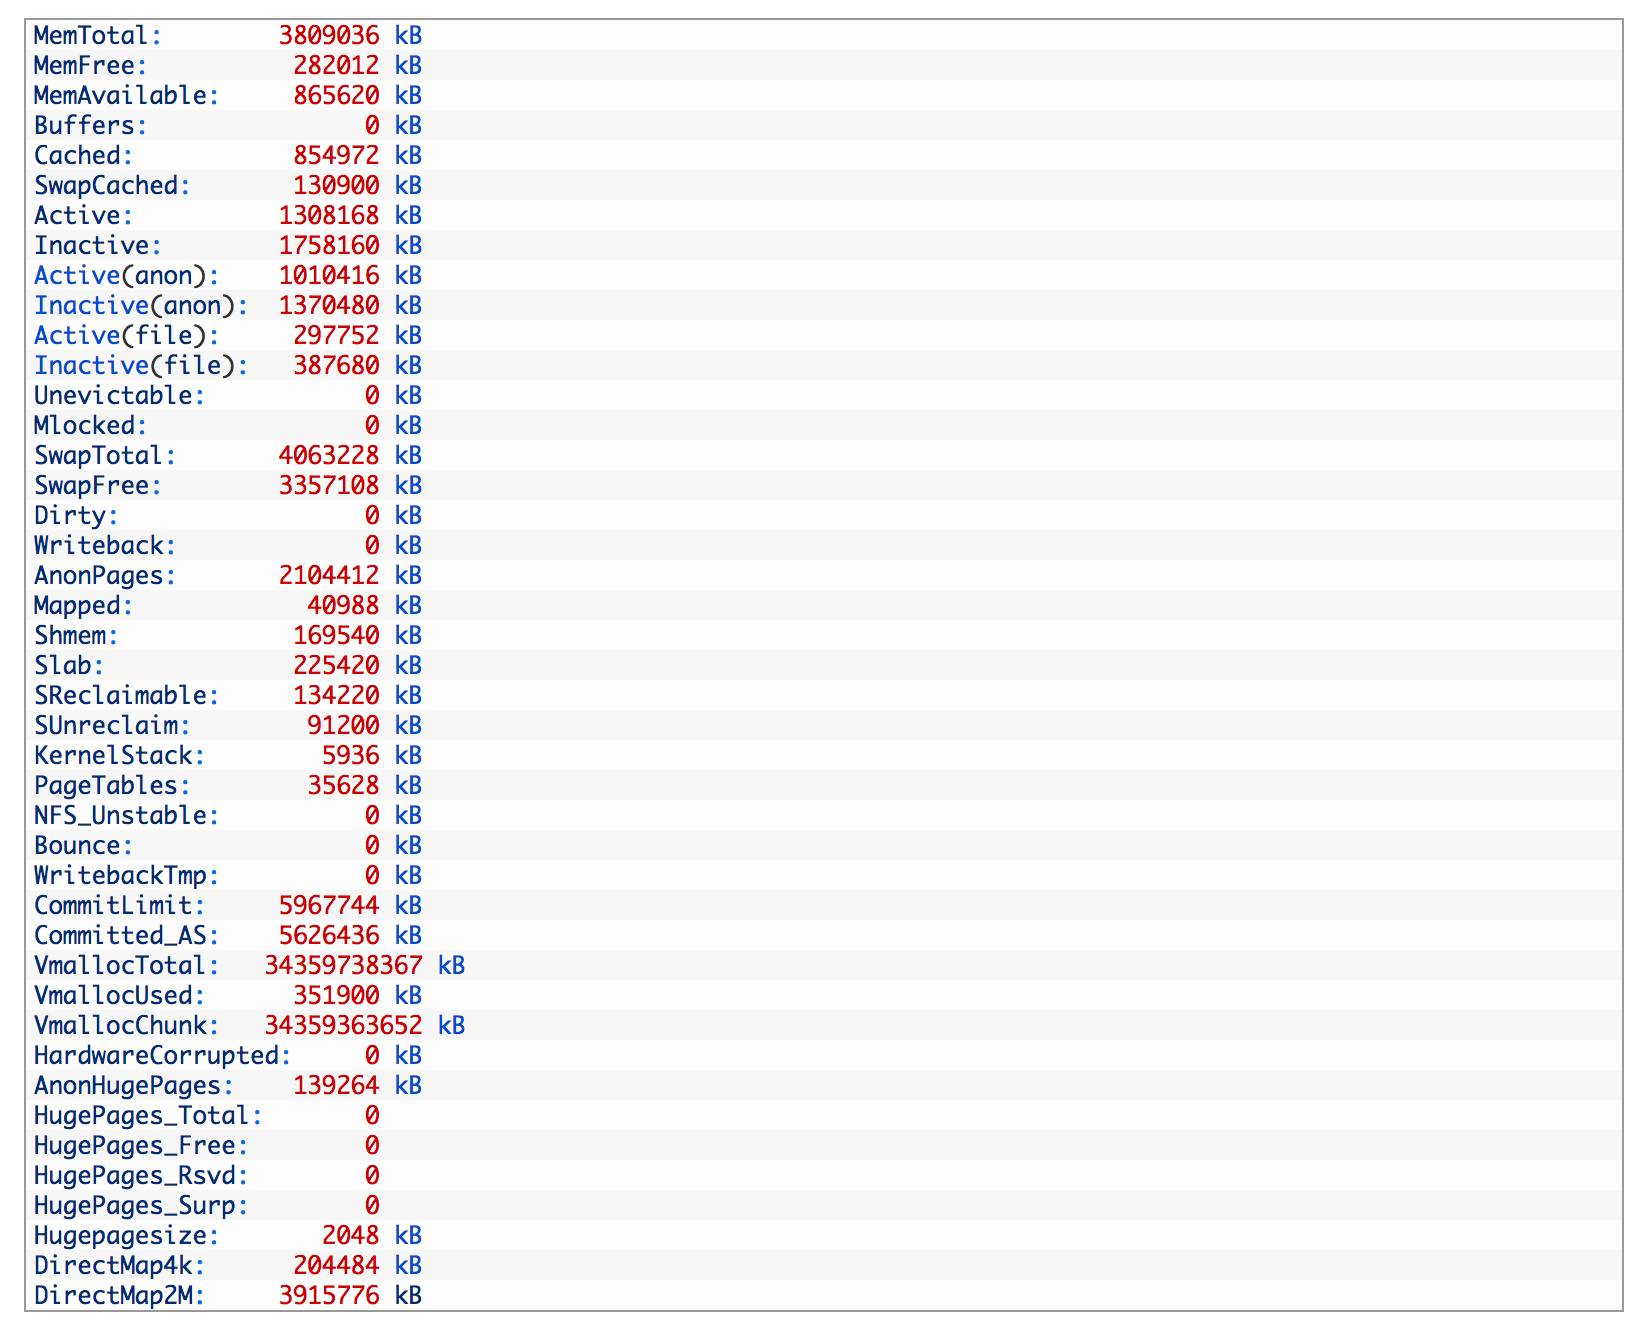 MemTotal: 3809036 kB
MemFree: 282012 kB
MemAvailable: 865620 kB
Buffers: 0 kB
Cached: 854972 kB
SwapCached: 130900 kB
Active: 1308168 kB
Inactive: 1758160 kB
Active(anon): 1010416 kB
Inactive(anon): 1370480 kB
Active(file): 297752 kB
Inactive(file): 387680 kB
Unevictable: 0 kB
Mlocked: 0 kB
SwapTotal: 4063228 kB
SwapFree: 3357108 kB
Dirty: 0 kB
Writeback: 0 kB
AnonPages: 2104412 kB
Mapped: 40988 kB
Shmem: 169540 kB
Slab: 225420 kB
SReclaimable: 134220 kB
SUnreclaim: 91200 kB
KernelStack: 5936 kB
PageTables: 35628 kB
NFS_Unstable: 0 kB
Bounce: 0 kB
WritebackTmp: 0 kB
CommitLimit: 5967744 kB
Committed_AS: 5626436 kB
VmallocTotal: 34359738367 kB
VmallocUsed: 351900 kB
VmallocChunk: 34359363652 kB
HardwareCorrupted: 0 kB
AnonHugePages: 139264 kB
HugePages_Total: 0
HugePages_Free: 0
HugePages_Rsvd: 0
HugePages_Surp: 0
Hugepagesize: 2048 kB
DirectMap4k: 204484 kB
DirectMap2M: 3915776 kB